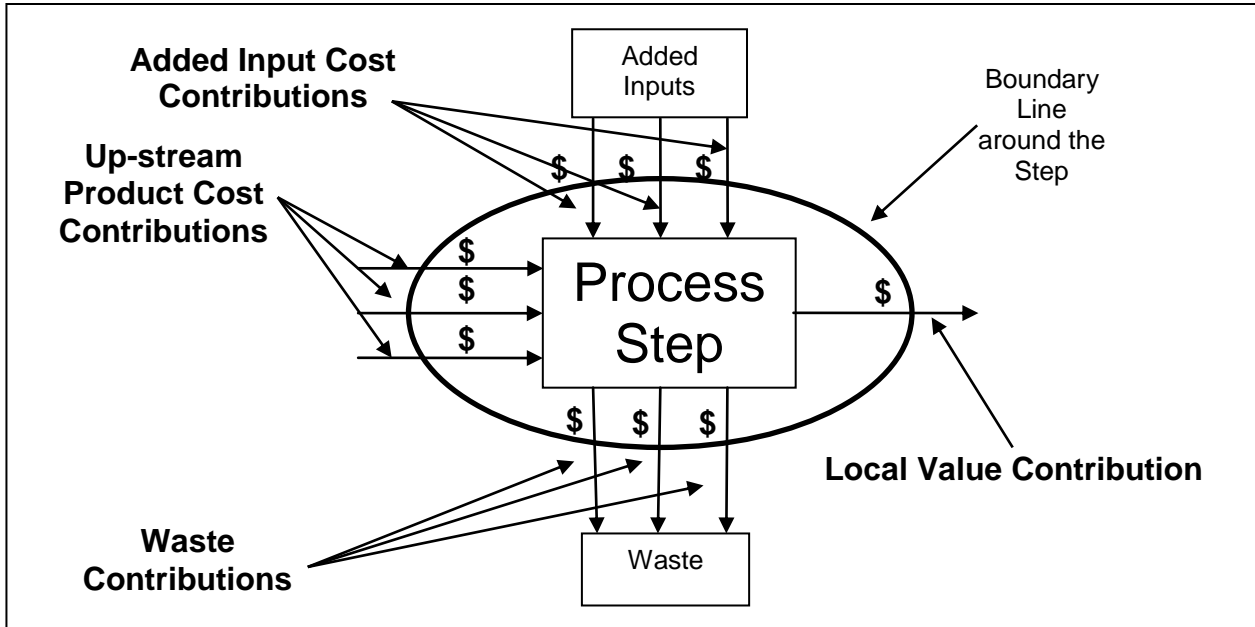 Added Input Cost
Contributions
Added
Inputs
Boundary
Line
around the
Step
Up-stream
Product Cost
Contributions
$ $ $
$
$
$
Process
Step
$
$ $ $
Local Value Contribution
Waste
Contributions
Waste